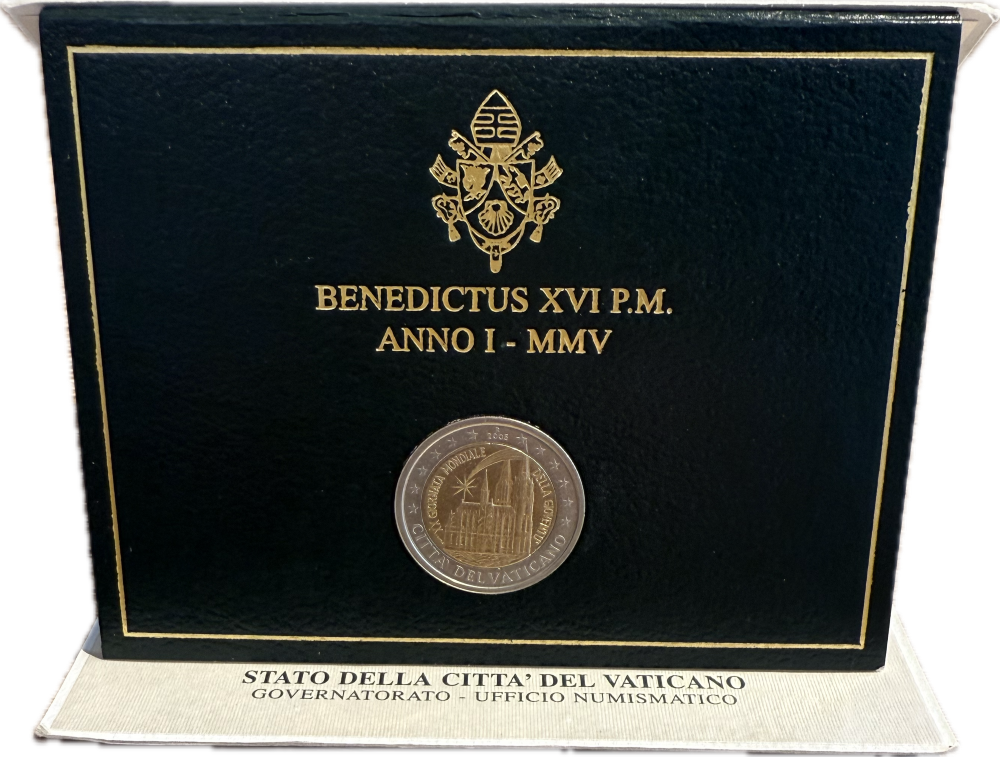 BENEDICTUS XVI P.M.
ANNO I - MMV
2005
XX GIORNATA MONDIALE DELLA GIOVENTU'
CITTA' DEL VATICANO
STATO DELLA CITTA' DEL VATICANO
GOVERNATORATO - UFFICIO NUMISMATICO